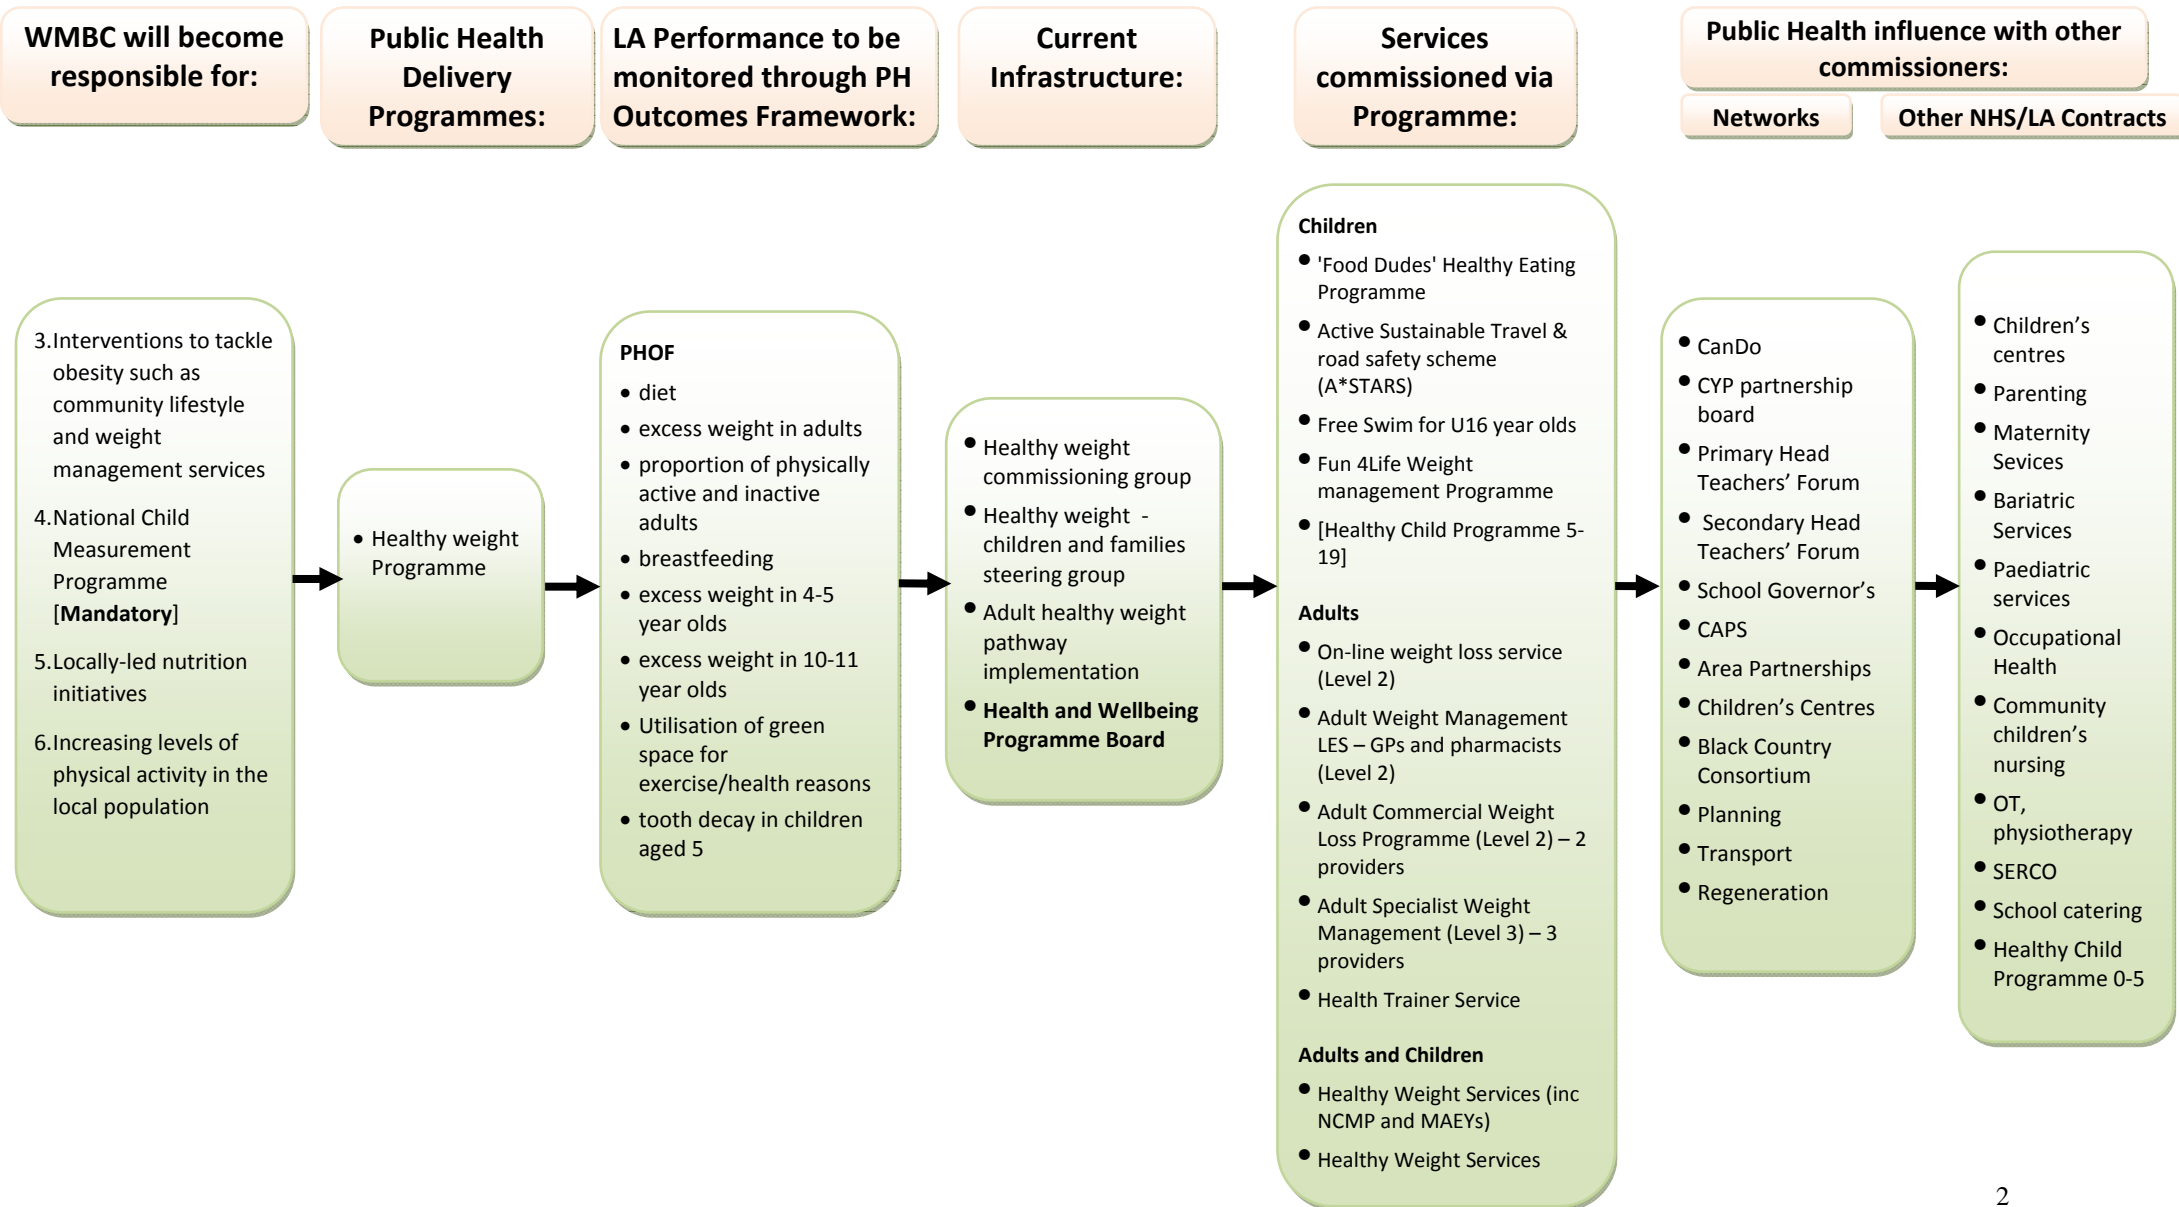 WMBC will become
responsible for:
Public Health
Delivery
Programmes:
LA Performance to be
monitored through PH
Outcomes Framework:
Current
Infrastructure:
Services
commissioned via
Programme:
Public Health influence with other
commissioners:
Networks
Other NHS/LA Contracts
3.Interventions to tackle
obesity such as
community lifestyle
and weight
management services
4.National Child
Measurement
Programme
[Mandatory]
5.Locally-led nutrition
initiatives
6.Increasing levels of
physical activity in the
local population
• Healthy weight
Programme
PHOF
• diet
• excess weight in adults
• proportion of physically
active and inactive
adults
• breastfeeding
• excess weight in 4-5
year olds
• excess weight in 10-11
year olds
• Utilisation of green
space for
exercise/health reasons
• tooth decay in children
aged 5
• Healthy weight
commissioning group
• Healthy weight -
children and families
steering group
• Adult healthy weight
pathway
implementation
• Health and Wellbeing
Programme Board
Children
• 'Food Dudes' Healthy Eating
Programme
• Active Sustainable Travel &
road safety scheme
(A*STARS)
• Free Swim for U16 year olds
• Fun 4Life Weight
management Programme
• [Healthy Child Programme 5-
19]
Adults
• On-line weight loss service
(Level 2)
• Adult Weight Management
LES – GPs and pharmacists
(Level 2)
• Adult Commercial Weight
Loss Programme (Level 2) – 2
providers
• Adult Specialist Weight
Management (Level 3) – 3
providers
• Health Trainer Service
Adults and Children
• Healthy Weight Services (inc
NCMP and MAEYs)
• Healthy Weight Services
• CanDo
• CYP partnership
board
• Primary Head
Teachers’ Forum
• Secondary Head
Teachers’ Forum
• School Governor’s
• CAPS
• Area Partnerships
• Children’s Centres
• Black Country
Consortium
• Planning
• Transport
• Regeneration
• Children’s
centres
• Parenting
• Maternity
Sevices
• Bariatric
Services
• Paediatric
services
• Occupational
Health
• Community
children’s
nursing
• OT,
physiotherapy
• SERCO
• School catering
• Healthy Child
Programme 0-5
2